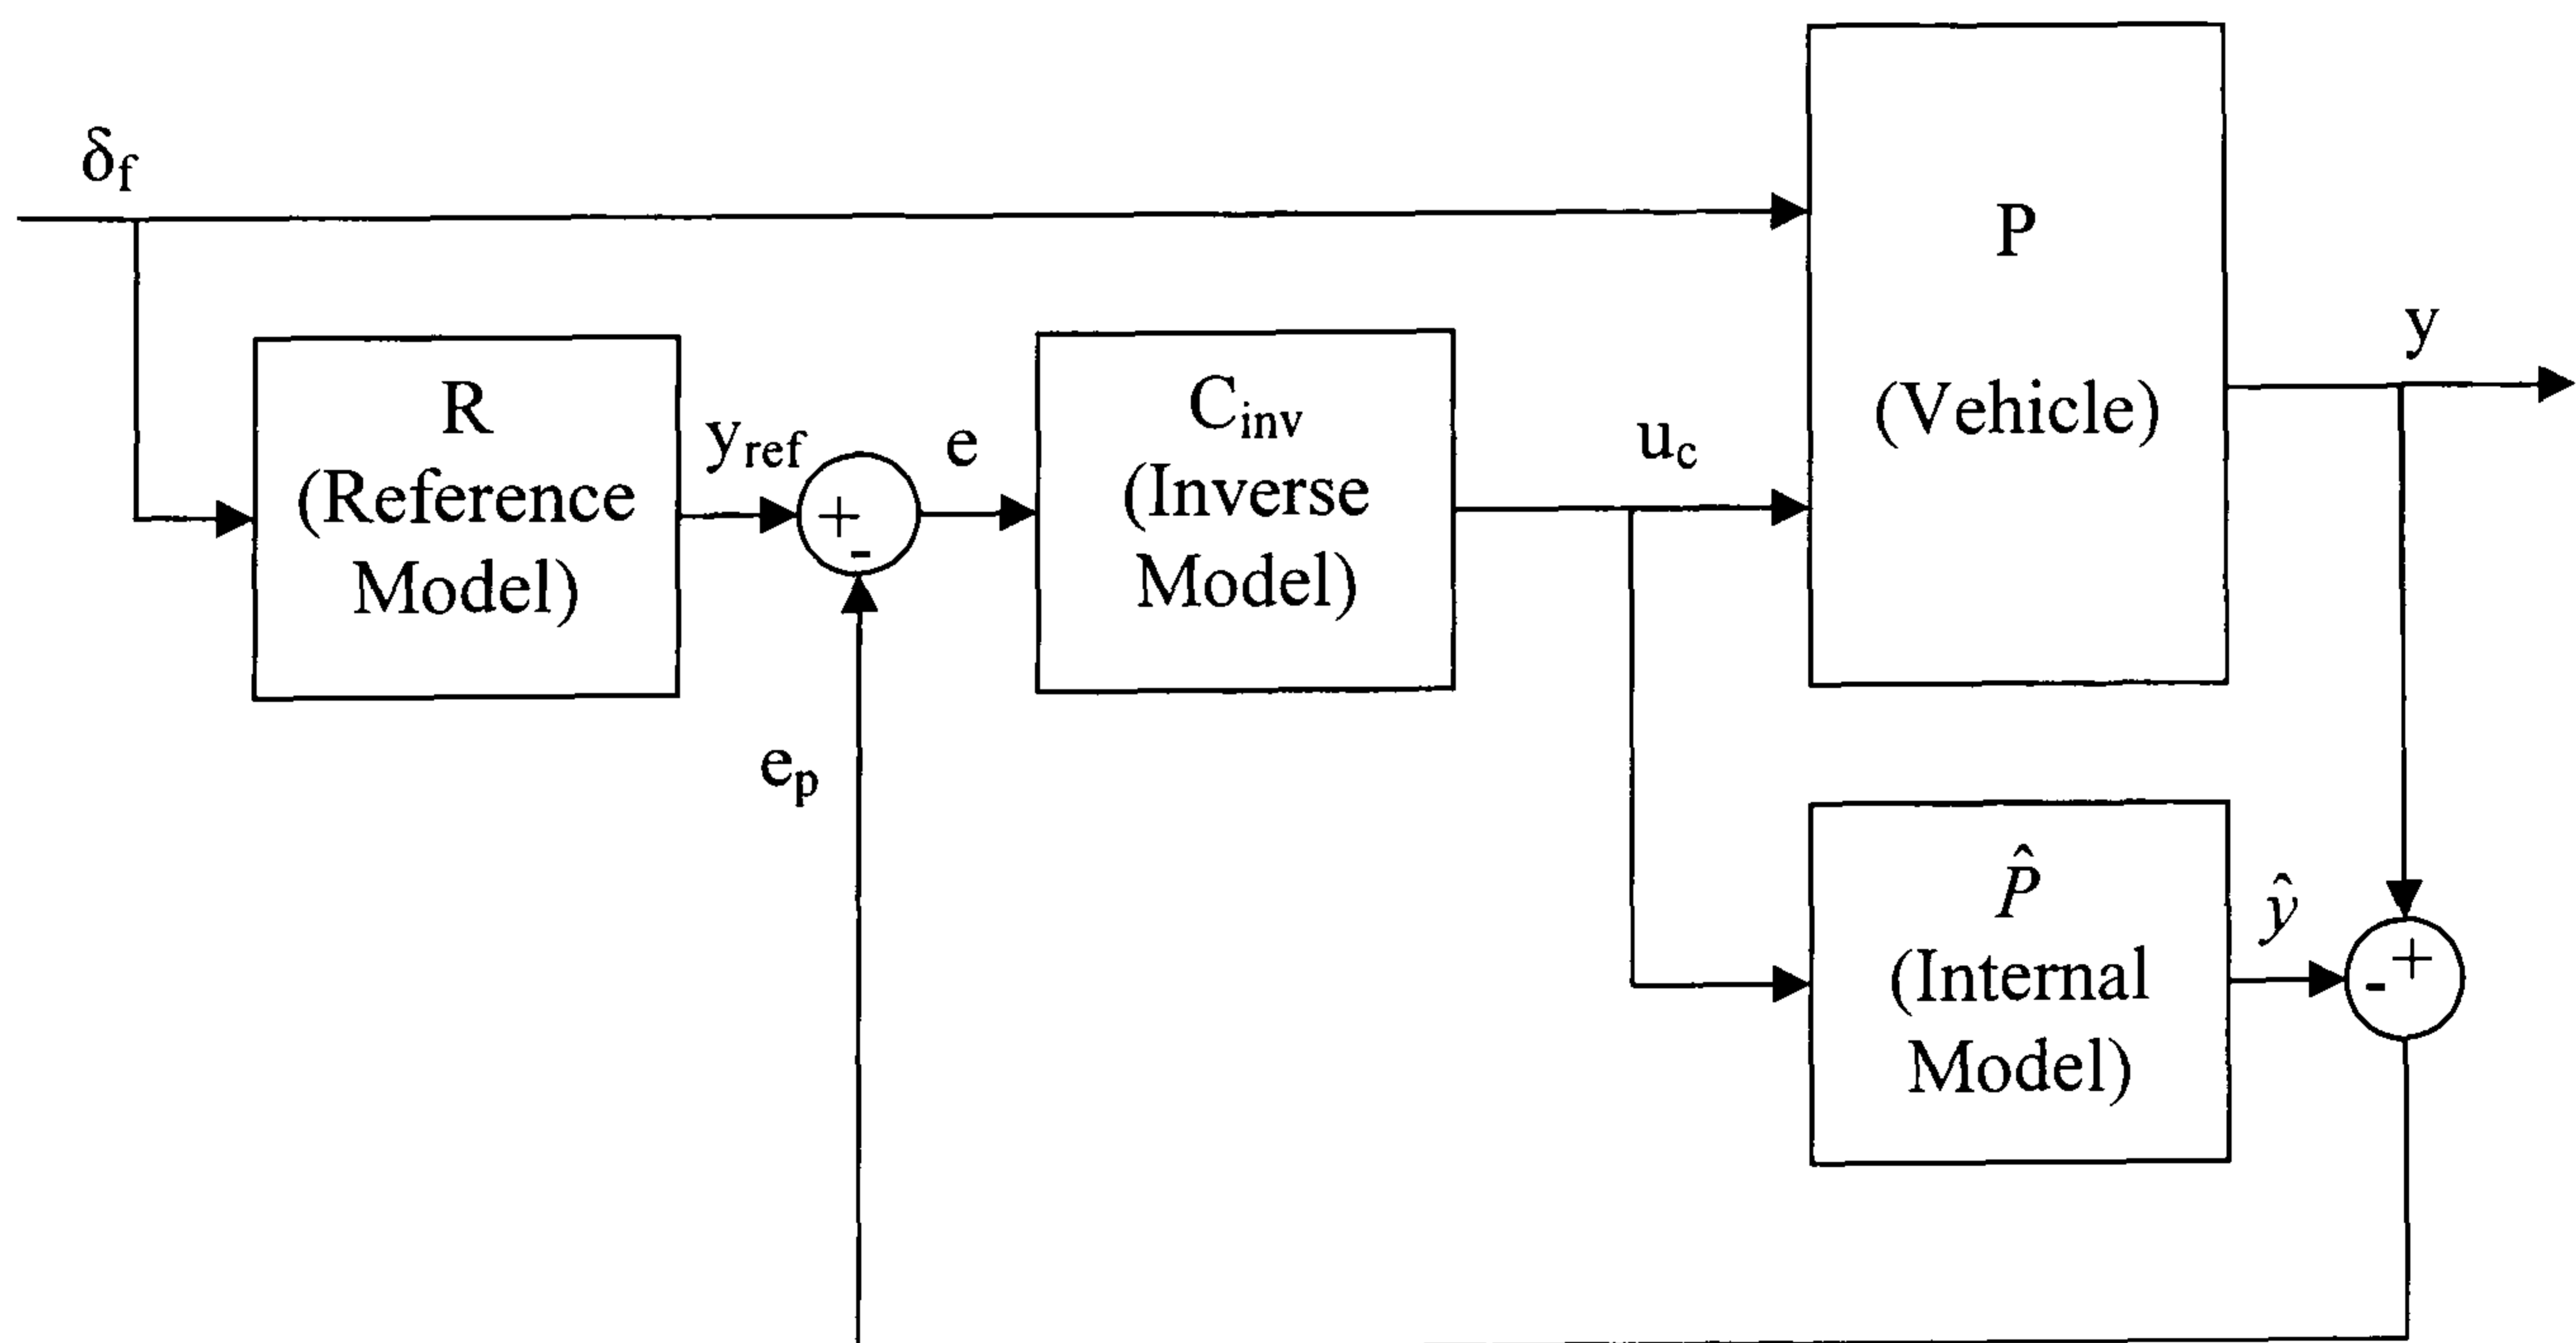 δf
P
(Vehicle)
y
R
(Reference
Model)
yref
+
-
e
Cinv
(Inverse
Model)
uc
ep
P̂
(Internal
Model)
ŷ
+
-